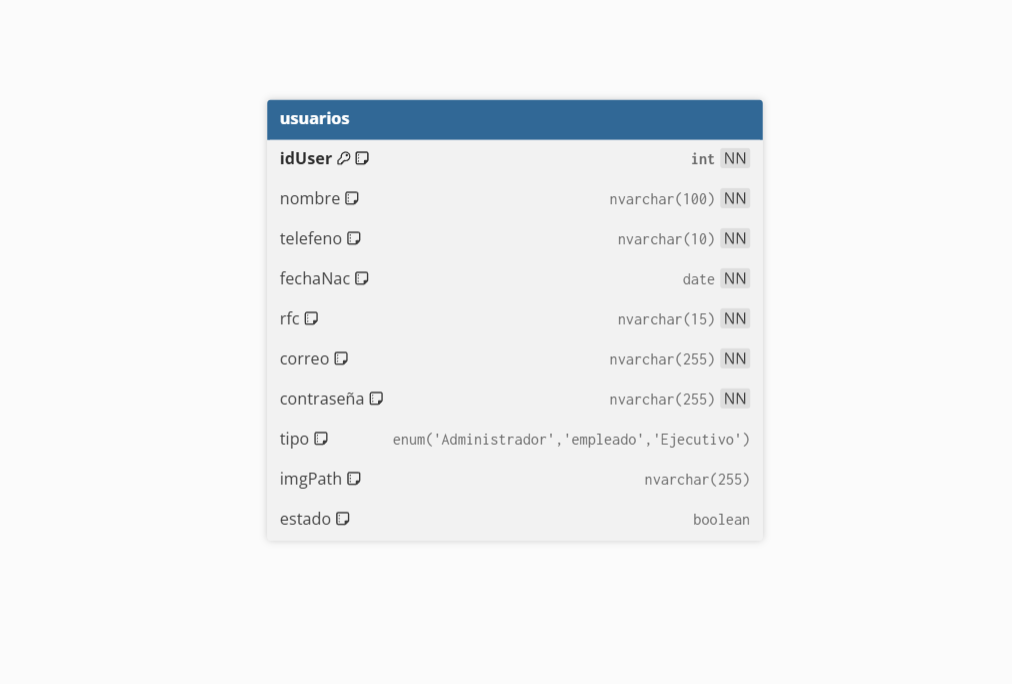 usuarios
idUser int NN
nombre nvarchar(100) NN
telefeno nvarchar(10) NN
fechaNac date NN
rfc nvarchar(15) NN
correo nvarchar(255) NN
contraseña nvarchar(255) NN
tipo enum('Administrador','empleado','Ejecutivo')
imgPath nvarchar(255)
estado boolean